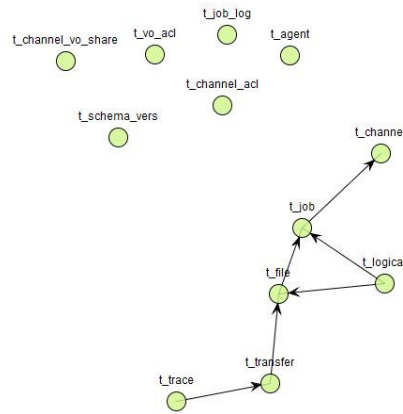 t_job_log
t_channel_vo_share
t_vo_acl
t_agent
t_channel_acl
t_schema_vers
t_channe
t_job
t_logica
t_file
t_transfer
t_trace